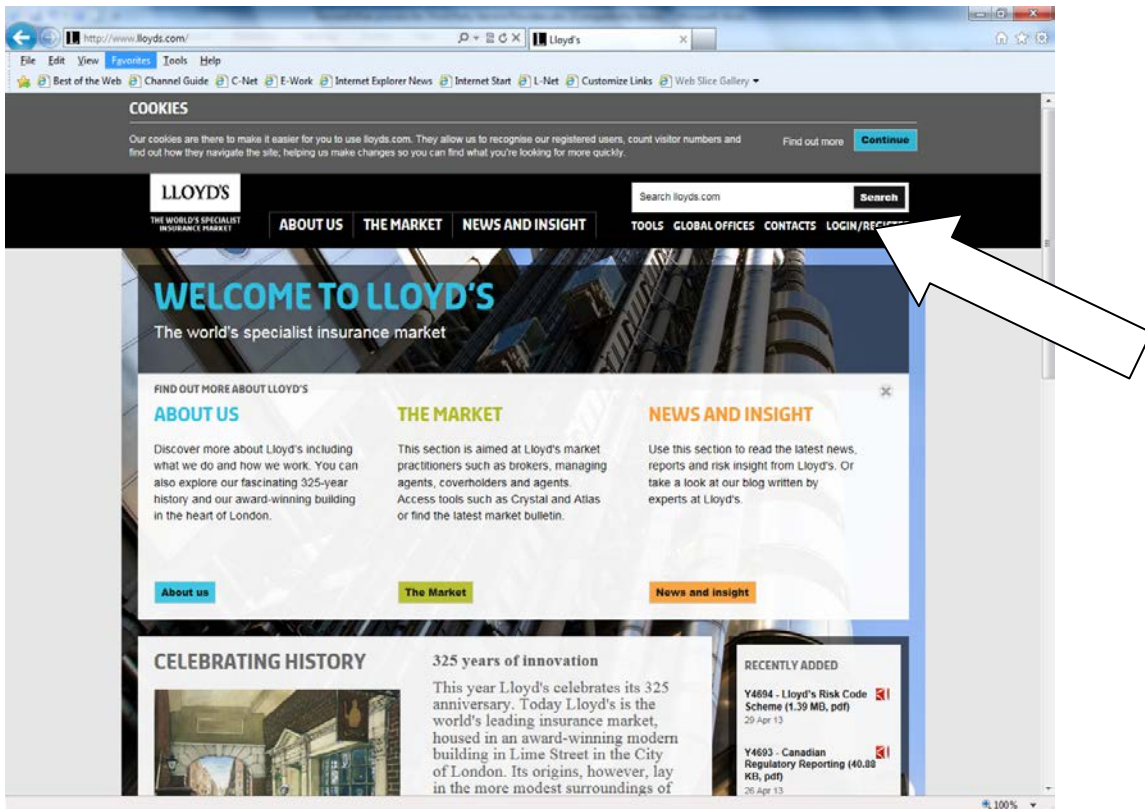 http://www.lloyds.com/
Lloyd's
File Edit View Favorites Tools Help
Best of the Web Channel Guide C-Net E-Work Internet Explorer News Internet Start L-Net Customize Links Web Slice Gallery
COOKIES
Our cookies are there to make it easier for you to use lloyds.com. They allow us to recognise our registered users, count visitor numbers and
find out how they navigate the site; helping us make changes so you can find what you're looking for more quickly.
Find out more Continue
LLOYD'S
THE WORLD'S SPECIALIST
INSURANCE MARKET
ABOUT US THE MARKET NEWS AND INSIGHT
Search lloyds.com Search
TOOLS GLOBAL OFFICES CONTACTS LOGIN/REGISTER
WELCOME TO LLOYD'S
The world's specialist insurance market
FIND OUT MORE ABOUT LLOYD'S
ABOUT US
Discover more about Lloyd's including
what we do and how we work. You can
also explore our fascinating 325-year
history and our award-winning building
in the heart of London.
About us
THE MARKET
This section is aimed at Lloyd's market
practitioners such as brokers, managing
agents, coverholders and agents.
Access tools such as Crystal and Atlas
or find the latest market bulletin.
The Market
NEWS AND INSIGHT
Use this section to read the latest news,
reports and risk insight from Lloyd's. Or
take a look at our blog written by
experts at Lloyd's.
News and insight
CELEBRATING HISTORY
325 years of innovation
This year Lloyd's celebrates its 325
anniversary. Today Lloyd's is the
world's leading insurance market,
housed in an award-winning modern
building in Lime Street in the City
of London. Its origins, however, lay
in the more modest surroundings of
RECENTLY ADDED
Y4694 - Lloyd's Risk Code
Scheme (1.39 MB, pdf)
29 Apr 13
Y4693 - Canadian
Regulatory Reporting (40.88
KB, pdf)
26 Apr 13
100%